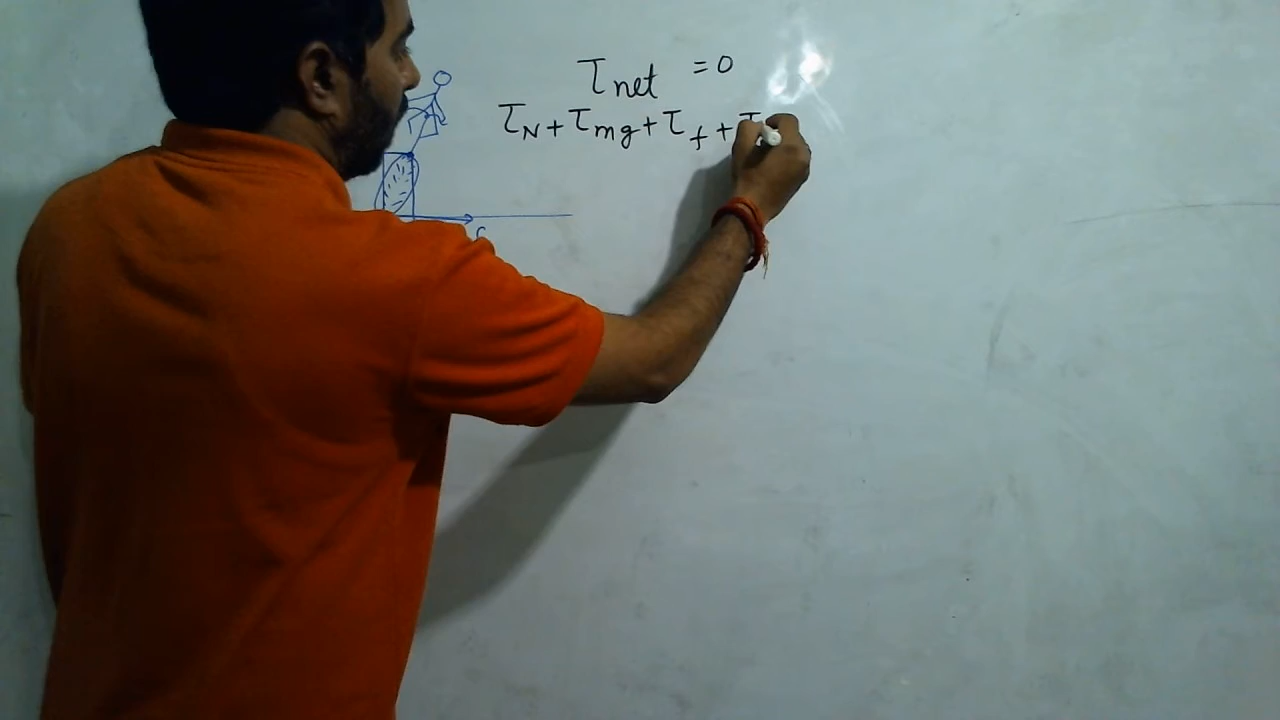 τnet = 0
τN + τmg + τf + τ
f